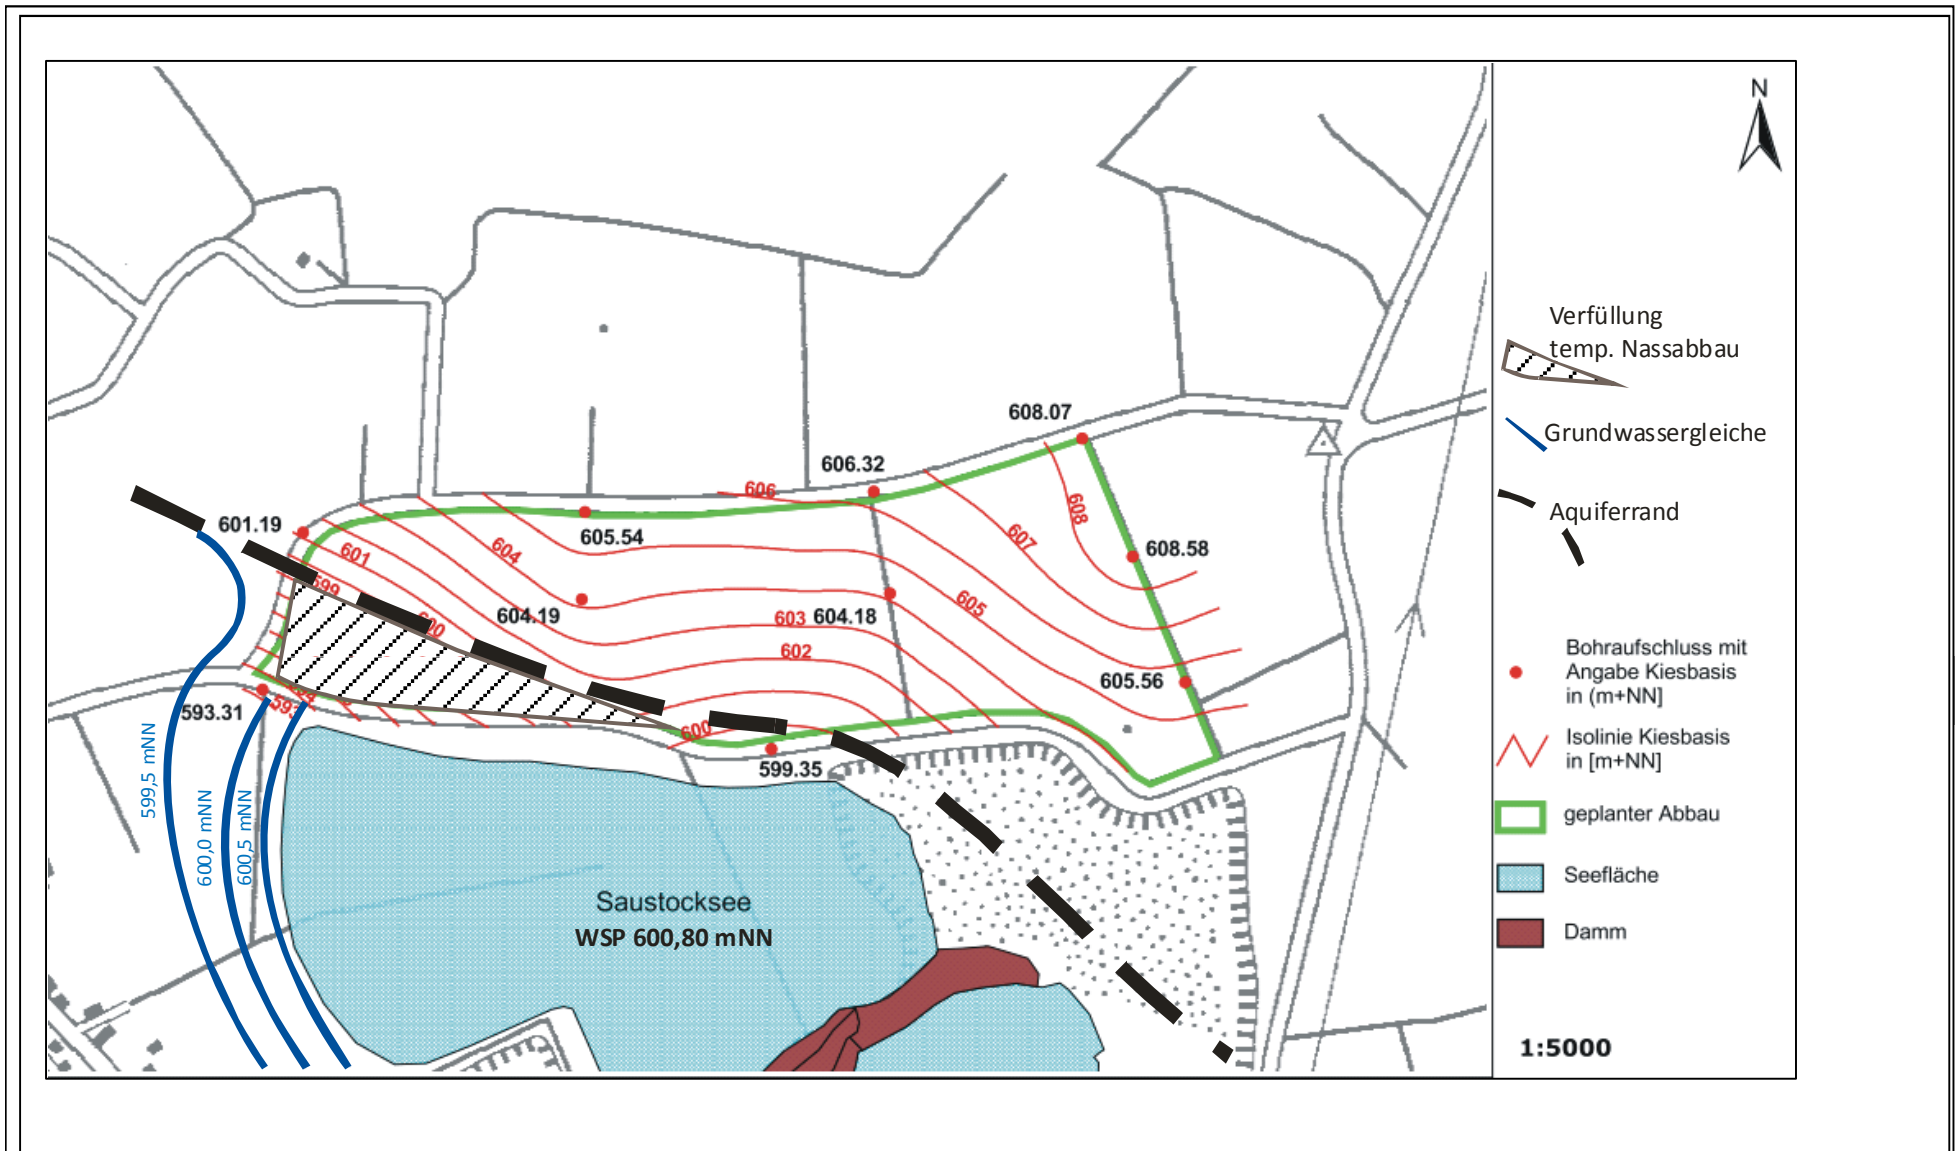 N
Verfüllung
temp. Nassabbau
Grundwassergleiche
Aquiferrand
Bohraufschluss mit
Angabe Kiesbasis
in (m+NN]
Isolinie Kiesbasis
in [m+NN]
geplanter Abbau
Seefläche
Damm
1:5000
608.07
606.32
606
608
607
601.19
605.54
608.58
601
604
599
604.19
600
603
604.18
605
602
605.56
593.31
593
600
599.35
599,5 mNN
600,0 mNN
600,5 mNN
Saustocksee
WSP 600,80 mNN